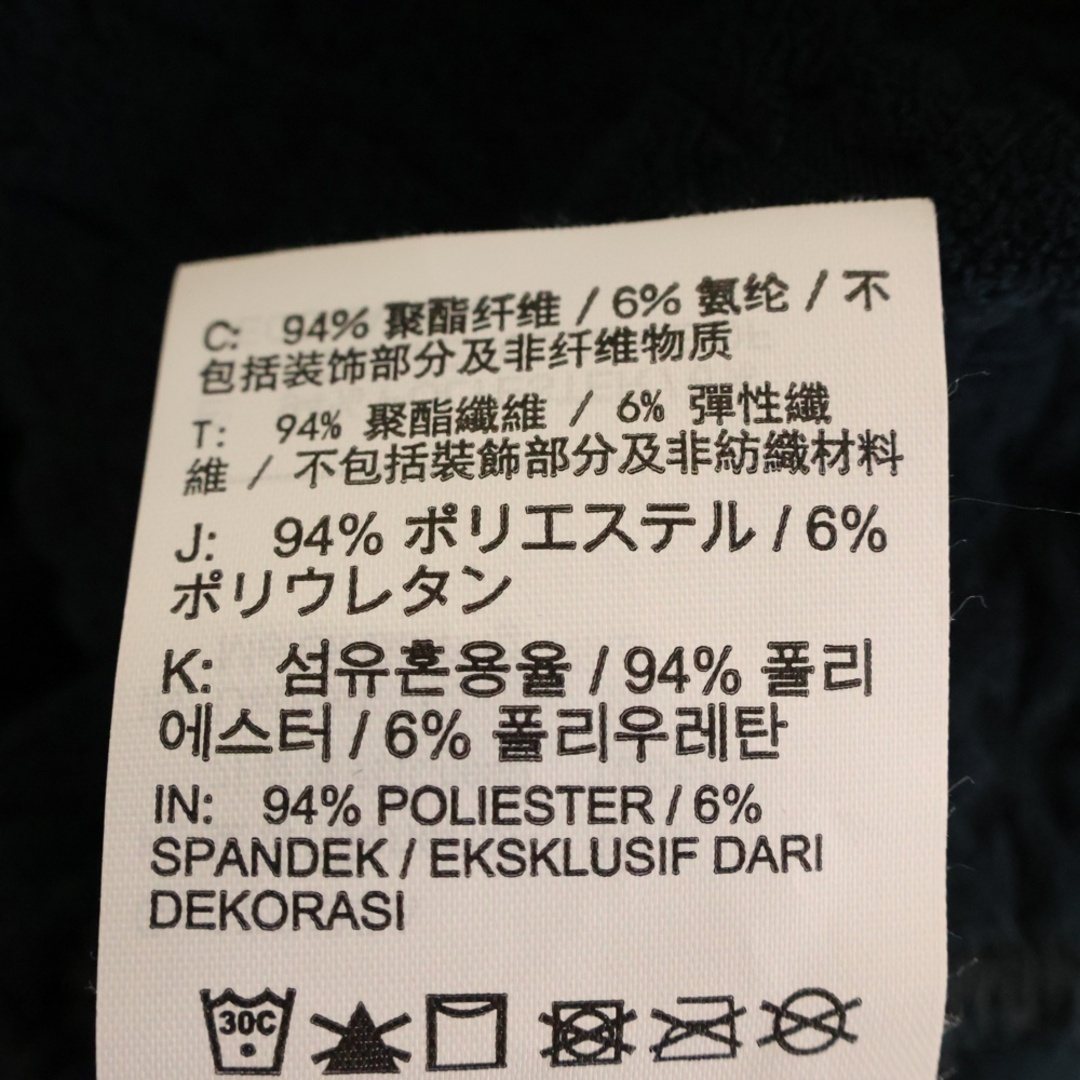 C: 94% 聚酯纤维 / 6% 氨纶 / 不
包括装饰部分及非纤维物质
T: 94% 聚酯纖維 / 6% 彈性纖
維 / 不包括裝飾部分及非紡織材料
J: 94% ポリエステル / 6%
ポリウレタン
K: 섬유혼용율 / 94% 폴리
에스터 / 6% 폴리우레탄
IN: 94% POLIESTER / 6%
SPANDEK / EKSKLUSIF DARI
DEKORASI
30C